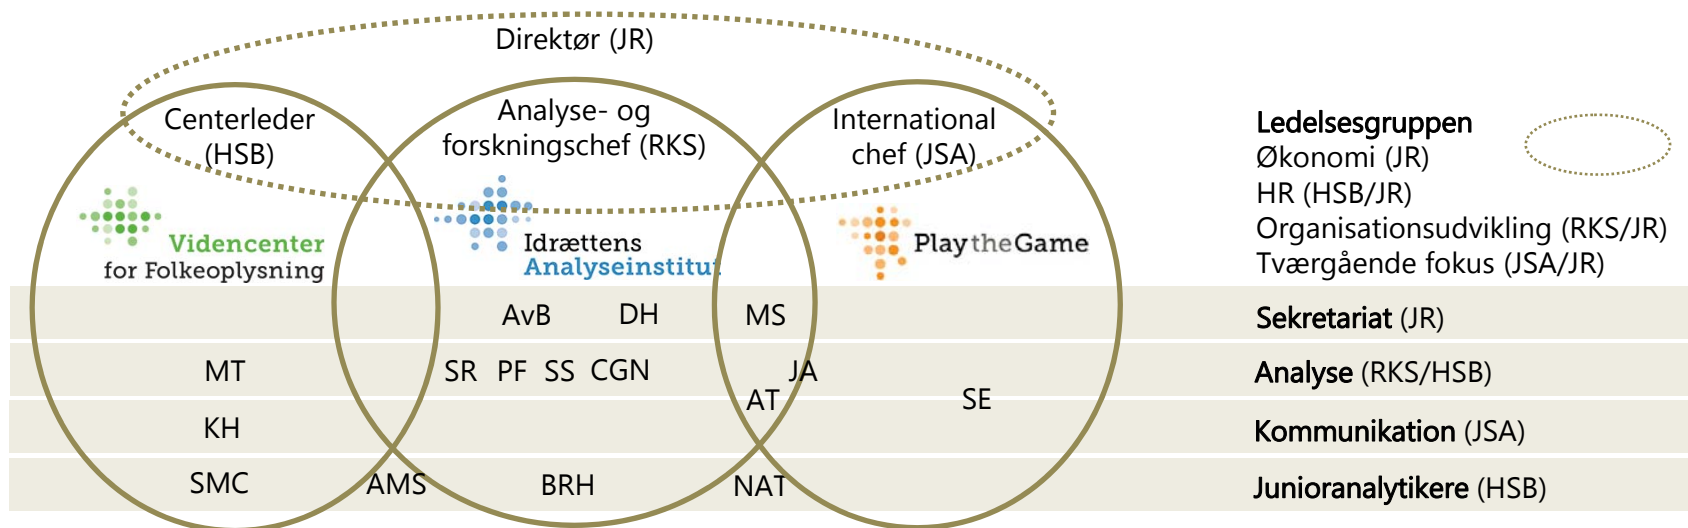 Direktør (JR)
Centerleder
(HSB)
Analyse- og
forskningschef (RKS)
International
chef (JSA)
Videncenter
for Folkeoplysning
Idrættens
Analyseinstitut
Play the Game
Ledelsesgruppen
Økonomi (JR)
HR (HSB/JR)
Organisationsudvikling (RKS/JR)
Tværgående fokus (JSA/JR)
AvB DH MS
Sekretariat (JR)
MT SR PF SS CGN JA
Analyse (RKS/HSB)
AT SE
KH
Kommunikation (JSA)
SMC AMS BRH NAT
Junioranalytikere (HSB)